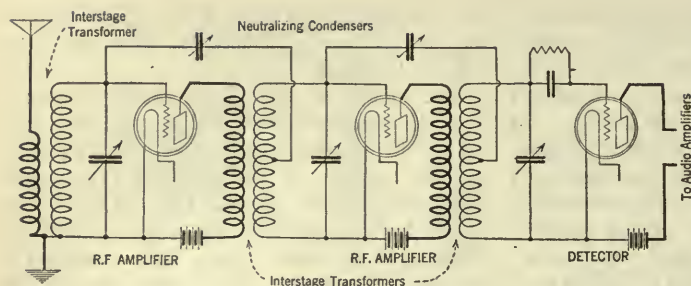 Interstage
Transformer
Neutralizing Condensers
To Audio Amplifiers
R.F. AMPLIFIER
R.F. AMPLIFIER
DETECTOR
Interstage Transformers